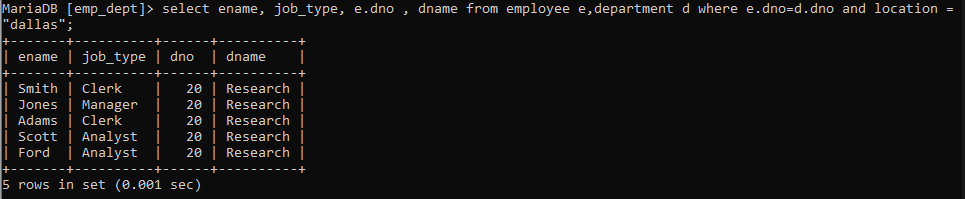 MariaDB [emp_dept]> select ename, job_type, e.dno , dname from employee e,department d where e.dno=d.dno and location =
"dallas";
+-------+----------+------+----------+
| ename | job_type | dno  | dname    |
+-------+----------+------+----------+
| Smith | Clerk    |   20 | Research |
| Jones | Manager  |   20 | Research |
| Adams | Clerk    |   20 | Research |
| Scott | Analyst  |   20 | Research |
| Ford  | Analyst  |   20 | Research |
+-------+----------+------+----------+
5 rows in set (0.001 sec)